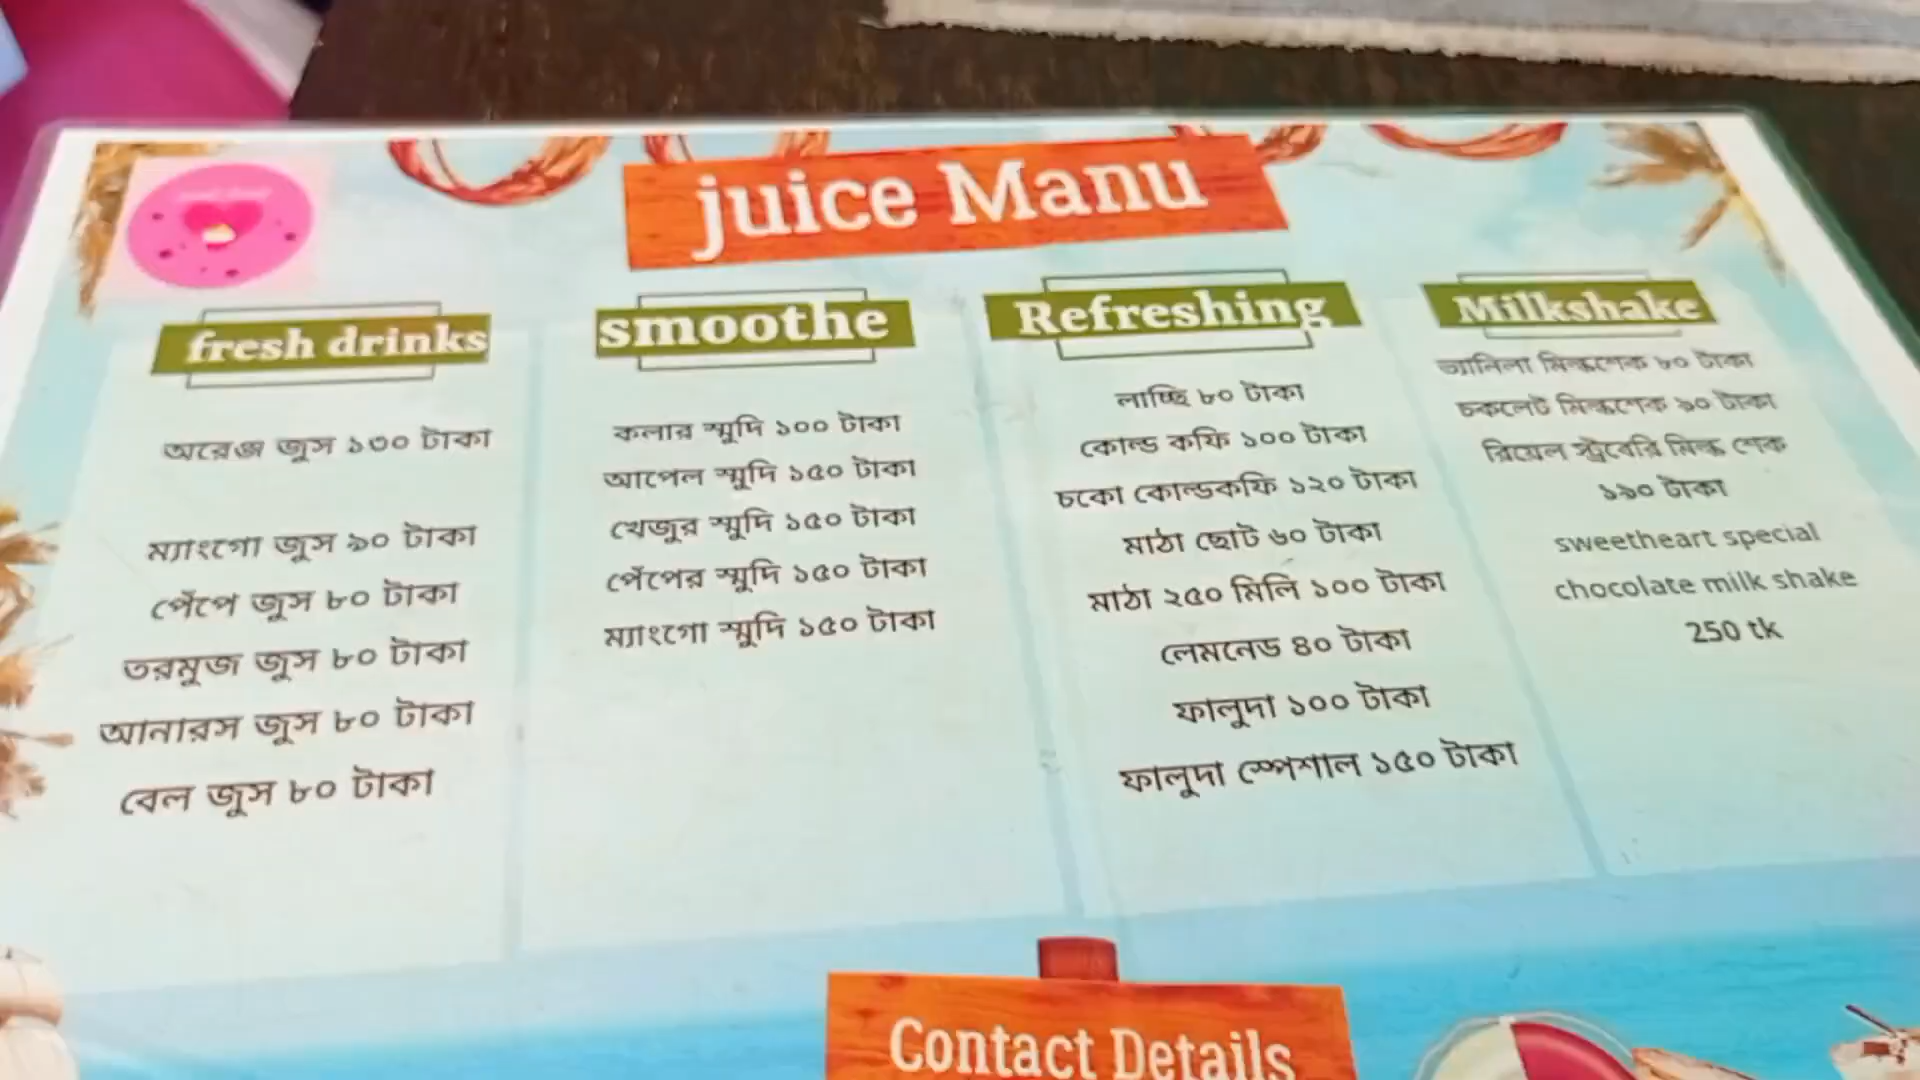 juice Manu
fresh drinks
অরেঞ্জ জুস ১৩০ টাকা
ম্যাংগো জুস ৯০ টাকা
পেঁপে জুস ৮০ টাকা
তরমুজ জুস ৮০ টাকা
আনারস জুস ৮০ টাকা
বেল জুস ৮০ টাকা
smoothe
কলার স্মুদি ১০০ টাকা
আপেল স্মুদি ১৫০ টাকা
খেজুর স্মুদি ১৫০ টাকা
পেঁপের স্মুদি ১৫০ টাকা
ম্যাংগো স্মুদি ১৫০ টাকা
Refreshing
লাচ্ছি ৮০ টাকা
কোল্ড কফি ১০০ টাকা
চকো কোল্ডকফি ১২০ টাকা
মাঠা ছোট ৬০ টাকা
মাঠা ২৫০ মিলি ১০০ টাকা
লেমনেড ৪০ টাকা
ফালুদা ১০০ টাকা
ফালুদা স্পেশাল ১৫০ টাকা
Milkshake
ভ্যানিলা মিল্কশেক ৮০ টাকা
চকলেট মিল্কশেক ৯০ টাকা
রিয়েল স্ট্রবেরি মিল্ক শেক
১৯০ টাকা
sweetheart special
chocolate milk shake
250 tk
Contact Details